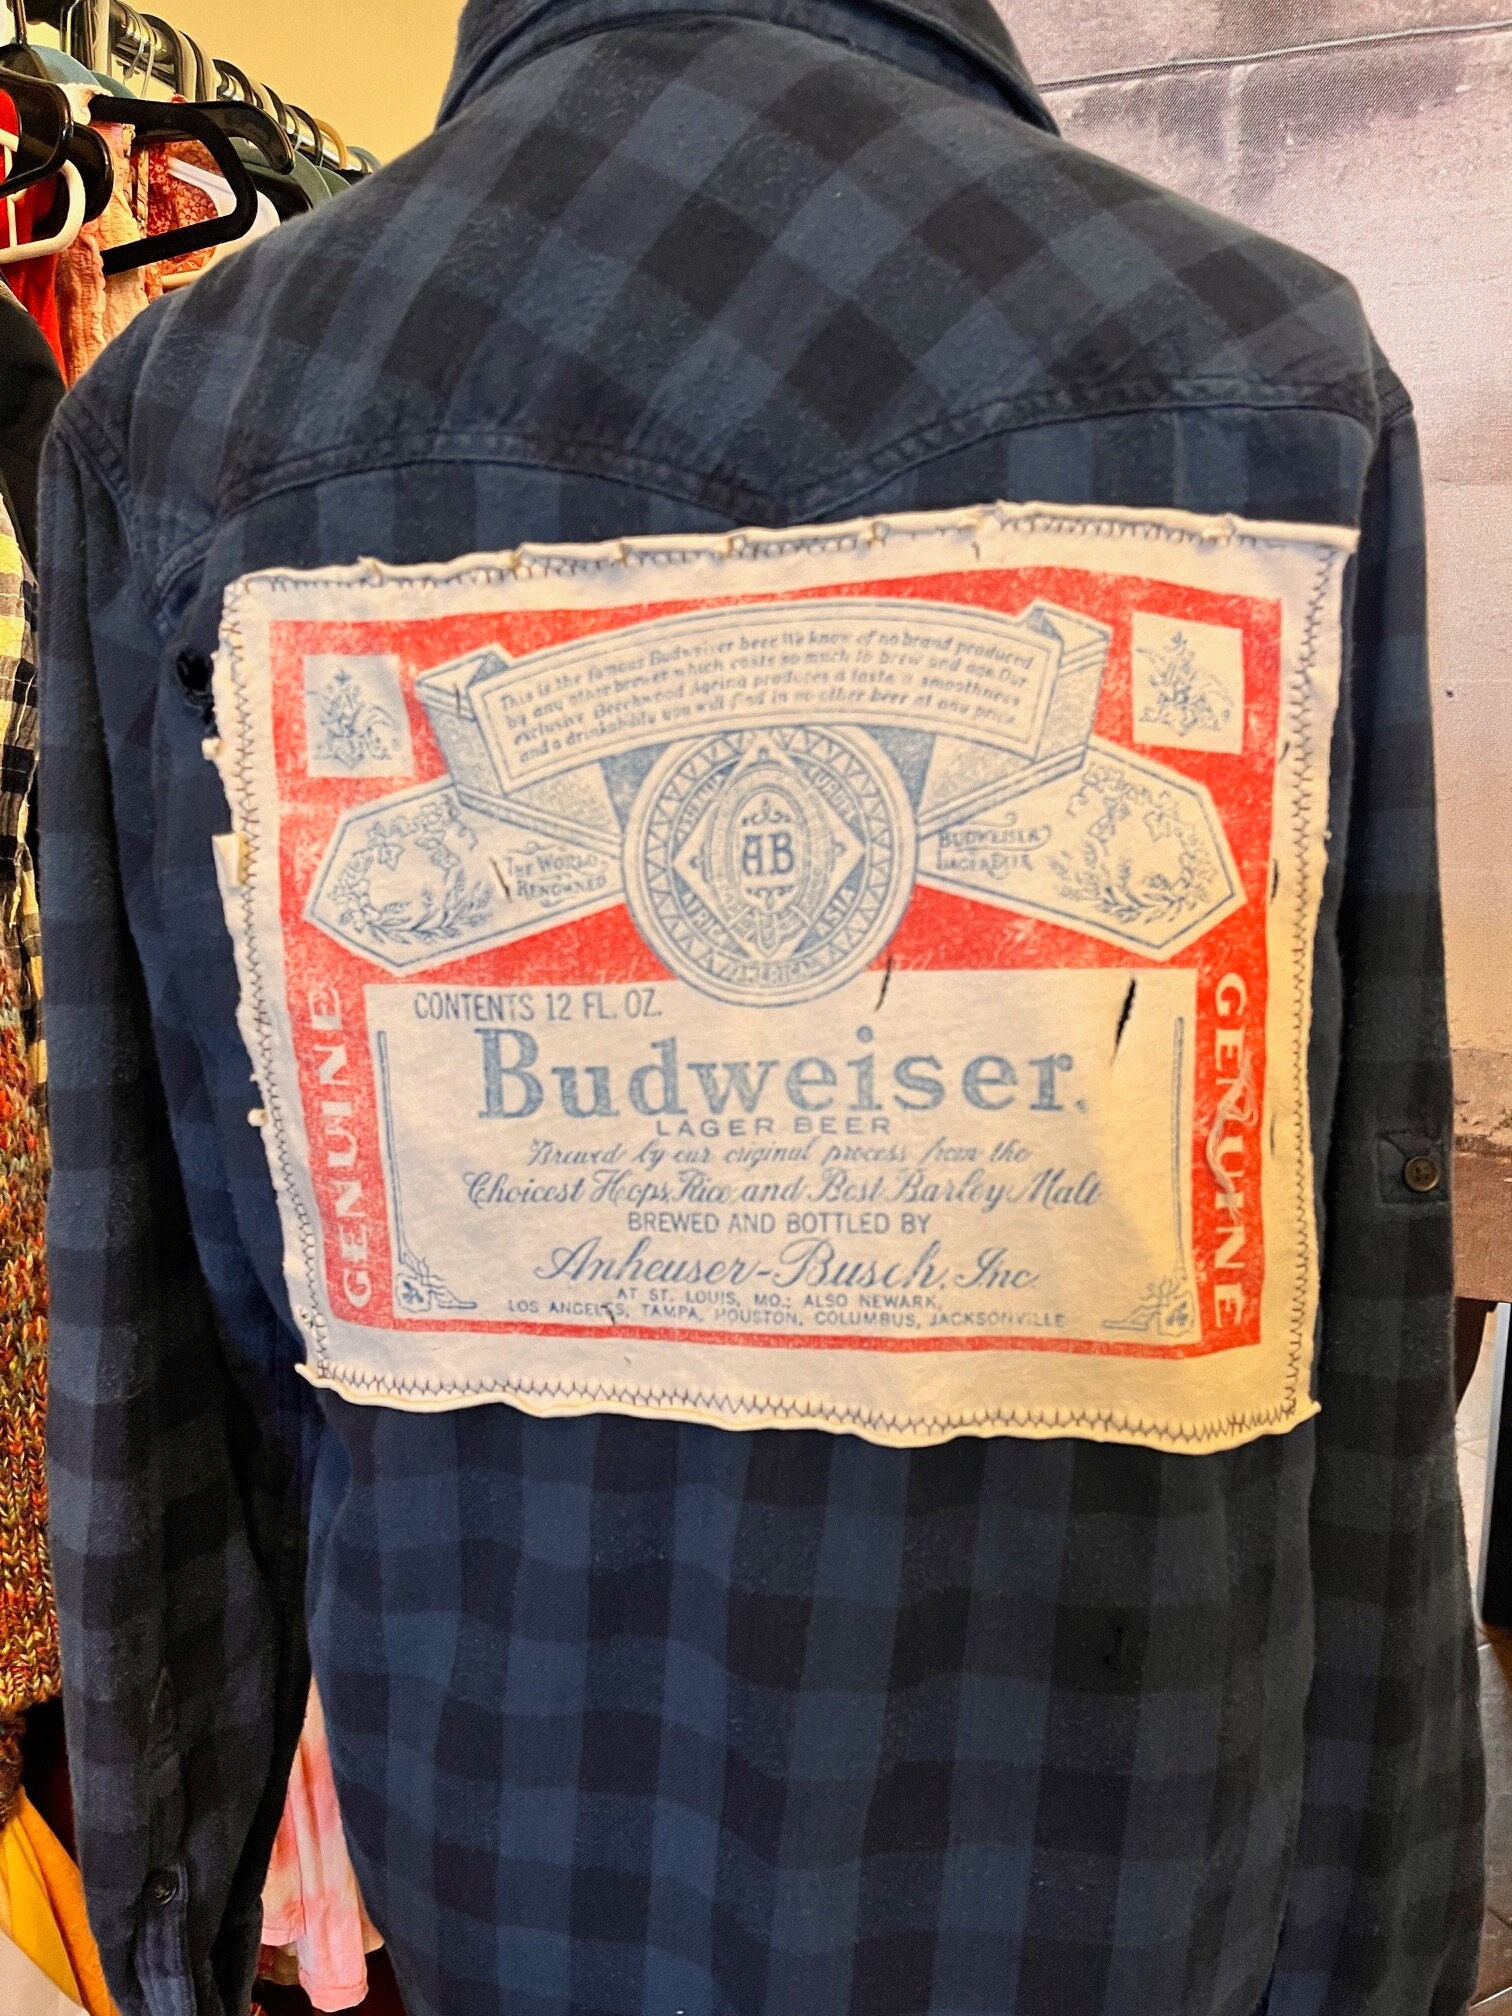 This is the famous Budweiser beer. We know of no brand produced
by any other brewer which costs so much to brew and age. Our
exclusive Beechwood Ageing produces a taste, a smoothness
and a drinkability you will find in no other beer at any price.
THE WORLD
RENOWNED
BUDWEISER
LAGER BEER
EUROPE
AB
AFRICA
ASIA
AMERICA
CONTENTS 12 FL. OZ.
Budweiser.
LAGER BEER
Brewed by our original process from the
Choicest Hops, Rice and Best Barley Malt
BREWED AND BOTTLED BY
Anheuser-Busch, Inc.
AT ST. LOUIS, MO.; ALSO NEWARK,
LOS ANGELES, TAMPA, HOUSTON, COLUMBUS, JACKSONVILLE
GENUINE
GENUINE